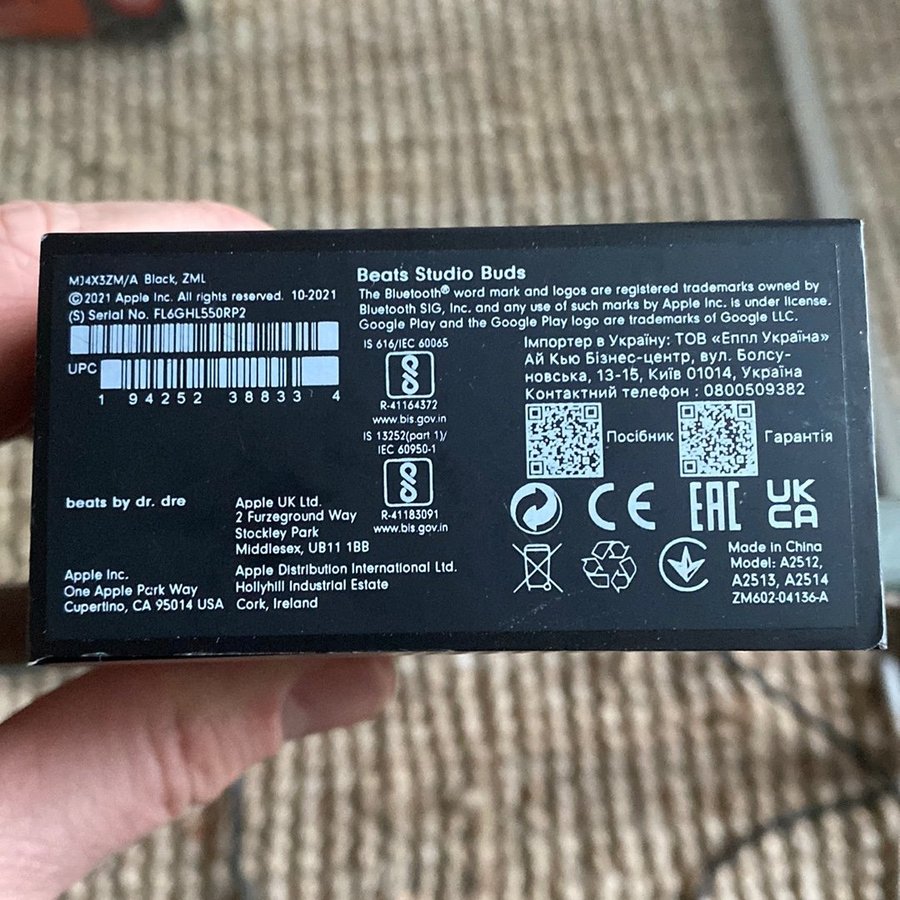 MJ4X3ZM/A Black, ZML
©2021 Apple Inc. All rights reserved. 10-2021
(S) Serial No. FL6GHL550RP2
UPC
1 94252 38833 4
beats by dr. dre
Apple Inc.
One Apple Park Way
Cupertino, CA 95014 USA
Apple UK Ltd.
2 Furzeground Way
Stockley Park
Middlesex, UB11 1BB
Apple Distribution International Ltd.
Hollyhill Industrial Estate
Cork, Ireland
Beats Studio Buds
The Bluetooth® word mark and logos are registered trademarks owned by
Bluetooth SIG, Inc. and any use of such marks by Apple Inc. is under license.
Google Play and the Google Play logo are trademarks of Google LLC.
IS 616/IEC 60065
R-41164372
www.bis.gov.in
IS 13252(part 1)/
IEC 60950-1
R-41183091
www.bis.gov.in
Імпортер в Україну: ТОВ «Еппл Україна»
Ай Кью Бізнес-центр, вул. Болсу-
новська, 13-15, Київ 01014, Україна
Контактний телефон : 0800509382
Посібник
Гарантія
CE
EAC
UK
CA
Made in China
Model: A2512,
A2513, A2514
ZM602-04136-A